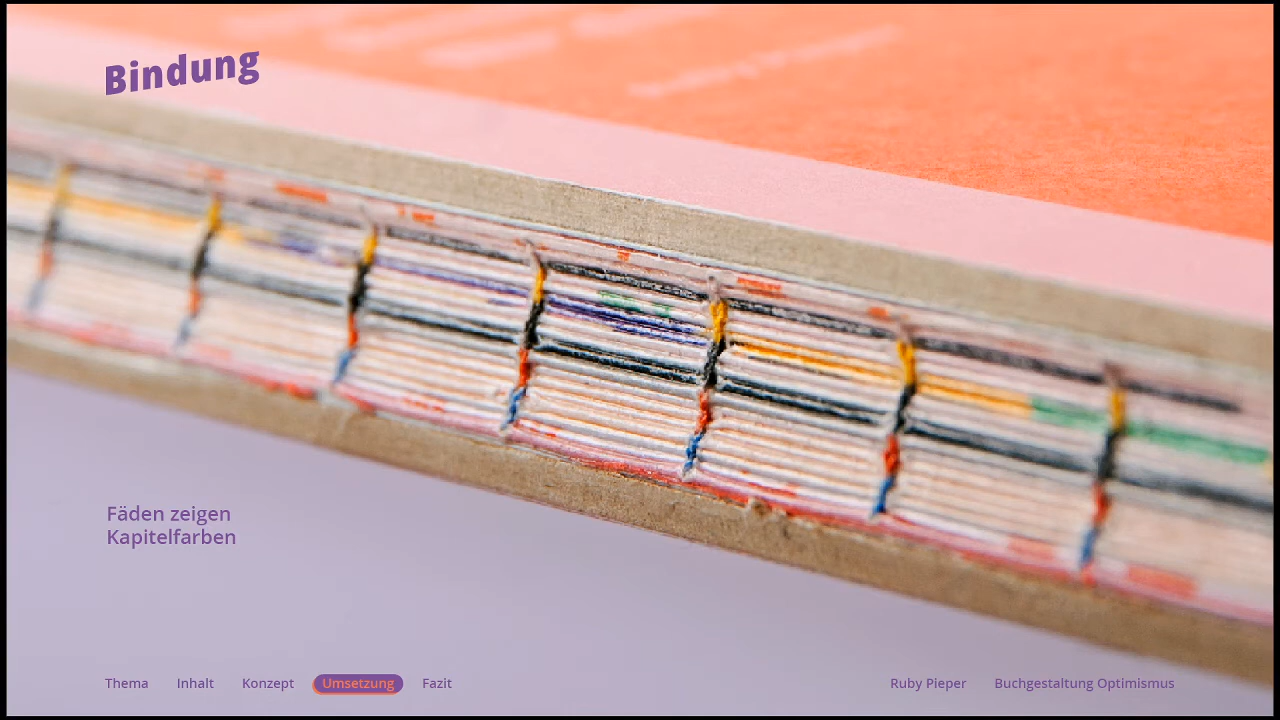 Bindung
Fäden zeigen
Kapitelfarben
Thema Inhalt Konzept Umsetzung Fazit Ruby Pieper Buchgestaltung Optimismus